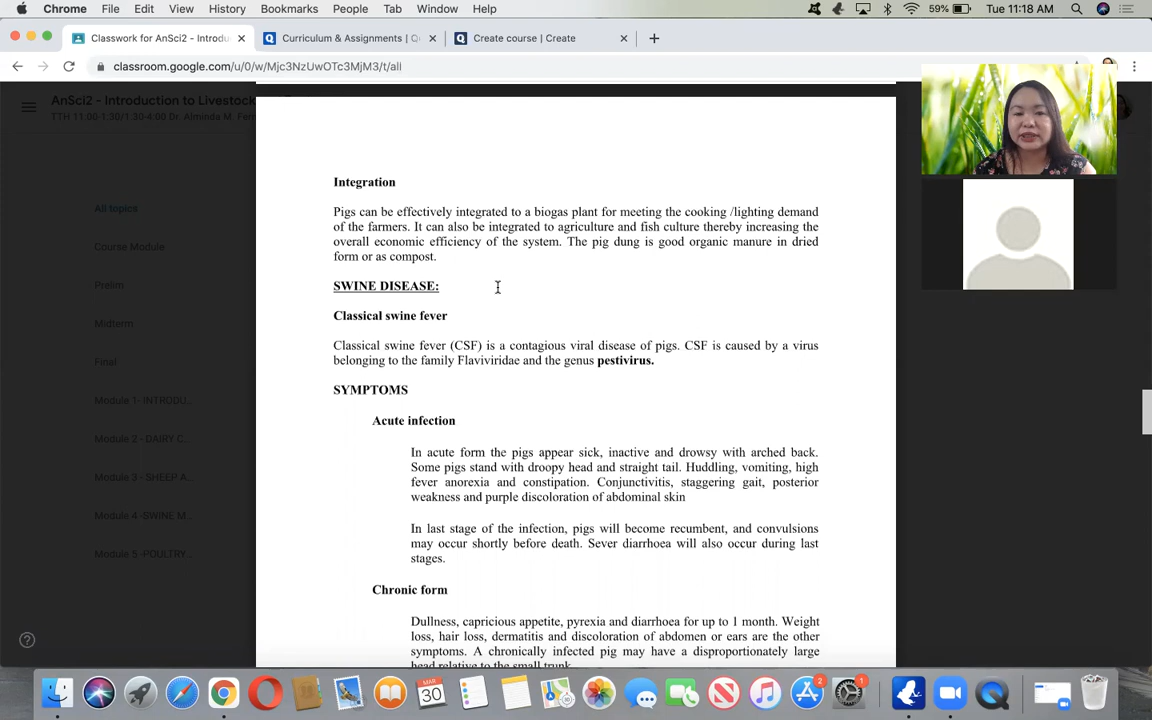 Chrome File Edit View History Bookmarks People Tab Window Help 59% Tue 11:18 AM
Classwork for AnSci2 - Introdu Curriculum & Assignments | Q Create course | Create
classroom.google.com/u/0/w/Mjc3NzUwOTc3MjM3/t/all
AnSci2 - Introduction to Livestock
TTH 11:00-1:30/1.30-4:00 Dr. Alminda M. Fer
All topics
Course Module
Prelim
Midterm
Final
Module 1- INTRODU...
Module 2 - DAIRY C...
Module 3 - SHEEP A...
Module 4 -SWINE M...
Module 5 -POULTRY...
Integration
Pigs can be effectively integrated to a biogas plant for meeting the cooking /lighting demand
of the farmers. It can also be integrated to agriculture and fish culture thereby increasing the
overall economic efficiency of the system. The pig dung is good organic manure in dried
form or as compost.
SWINE DISEASE:
Classical swine fever
Classical swine fever (CSF) is a contagious viral disease of pigs. CSF is caused by a virus
belonging to the family Flaviviridae and the genus pestivirus.
SYMPTOMS
Acute infection
In acute form the pigs appear sick, inactive and drowsy with arched back.
Some pigs stand with droopy head and straight tail. Huddling, vomiting, high
fever anorexia and constipation. Conjunctivitis, staggering gait, posterior
weakness and purple discoloration of abdominal skin
In last stage of the infection, pigs will become recumbent, and convulsions
may occur shortly before death. Sever diarrhoea will also occur during last
stages.
Chronic form
Dullness, capricious appetite, pyrexia and diarrhoea for up to 1 month. Weight
loss, hair loss, dermatitis and discoloration of abdomen or ears are the other
symptoms. A chronically infected pig may have a disproportionately large
head relative to the small trunk.
MAR
30
2
1